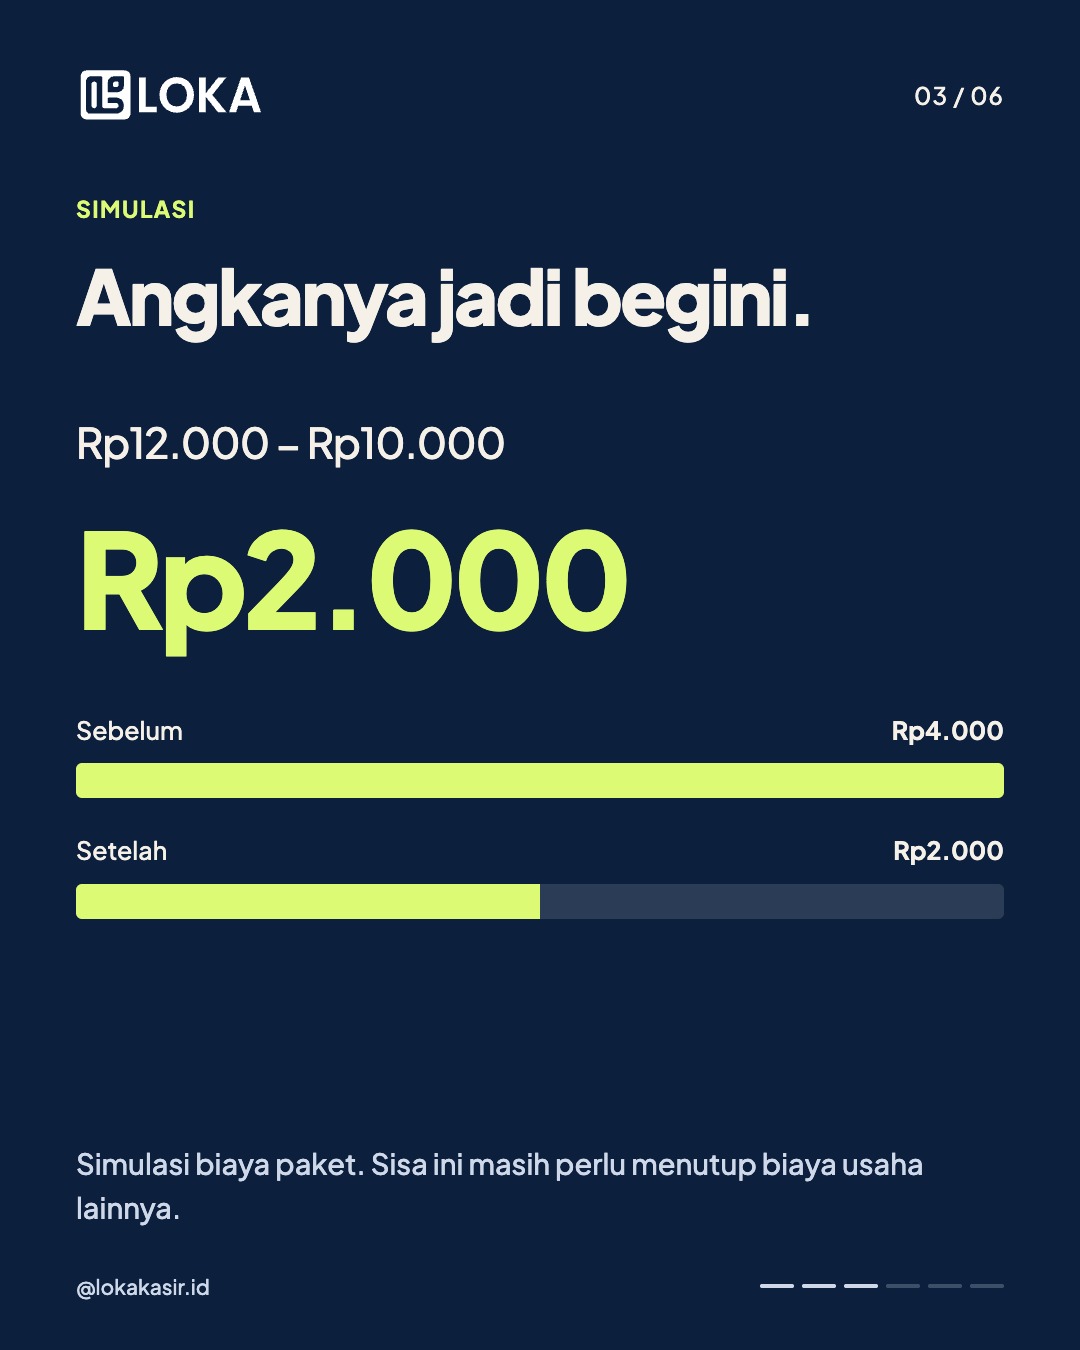 LOKA
03 / 06
SIMULASI
Angkanya jadi begini.
Rp12.000 – Rp10.000
Rp2.000
Sebelum Rp4.000
Setelah Rp2.000
Simulasi biaya paket. Sisa ini masih perlu menutup biaya usaha
lainnya.
@lokakasir.id